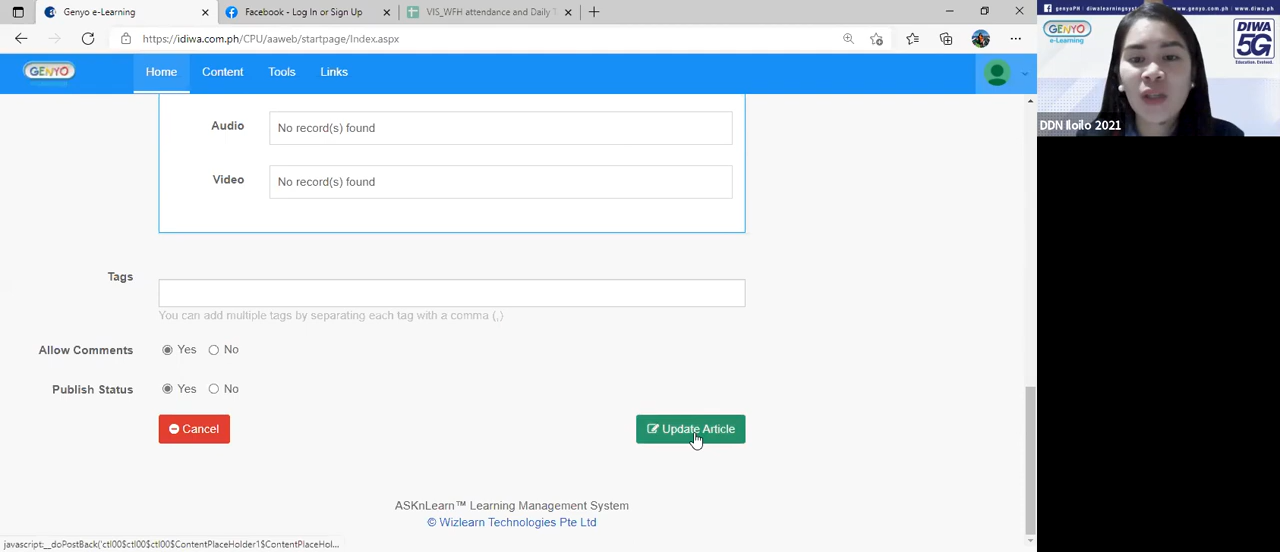 Genyo e-Learning
Facebook - Log In or Sign Up
VIS_WFH attendance and Daily T
https://idiwa.com.ph/CPU/aaweb/startpage/default.aspx
GENYO
Home
Content
Tools
Links
Audio
No record(s) found
Video
No record(s) found
Tags
You can add multiple tags by separating each tag with a comma (,)
Allow Comments
Yes
No
Publish Status
Yes
No
Cancel
Update Article
ASKnLearn™ Learning Management System
© Wizlearn Technologies Pte Ltd
javascript:__doPostBack('ctl00$ctl00$ctl00$ContentPlaceHolder1$ContentPlaceHol...
genyoPH
diwalearningsys
www.genyo.com.ph | www.diwa.ph
GENYO
e-Learning
DIWA
5G
Education. Evolved.
DDN Iloilo 2021